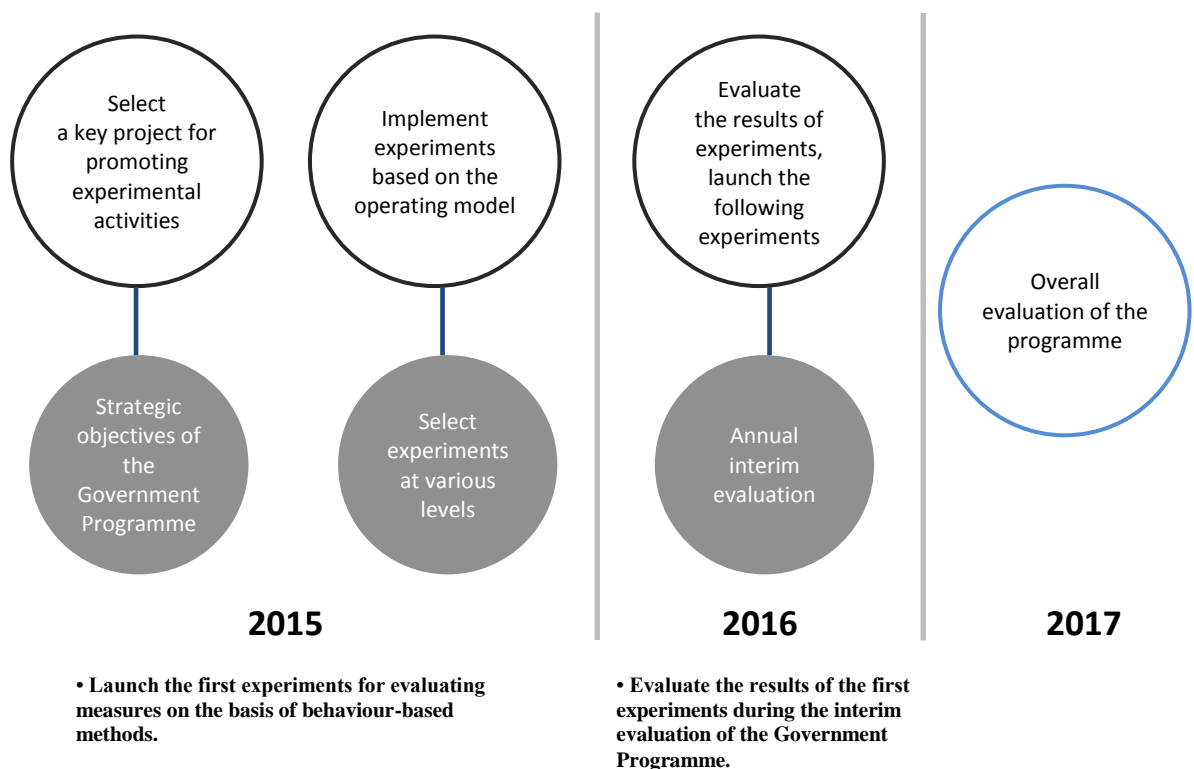 Select
a key project for
promoting
experimental
activities
Strategic
objectives of
the
Government
Programme
Implement
experiments
based on the
operating model
Select
experiments
at various
levels
2015
• Launch the first experiments for evaluating
measures on the basis of behaviour-based
methods.
Evaluate
the results of
experiments,
launch the
following
experiments
Annual
interim
evaluation
2016
• Evaluate the results of the first
experiments during the interim
evaluation of the Government
Programme.
Overall
evaluation of the
programme
2017